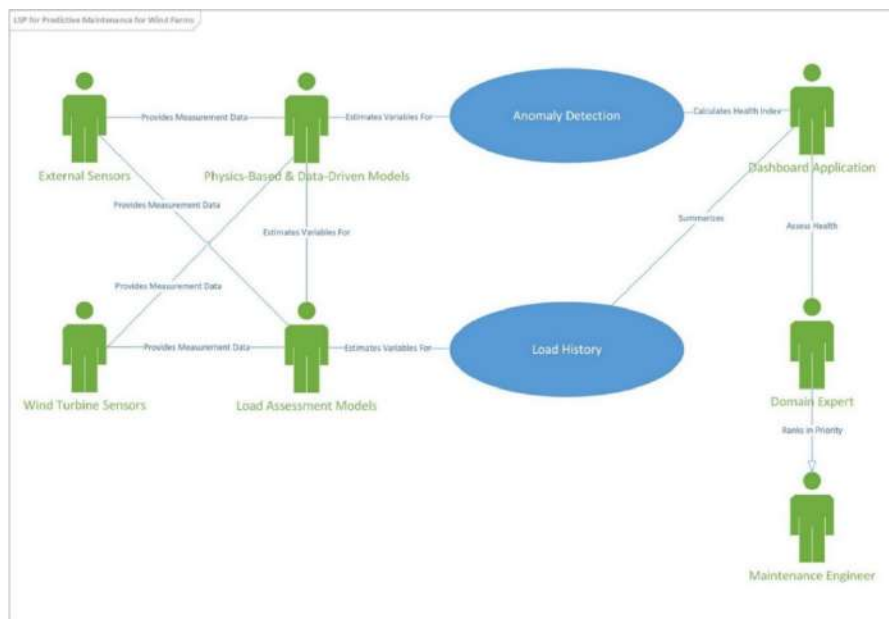 LSP for Predictive Maintenance for Wind Farms
Provides Measurement Data
Estimates Variables For
Anomaly Detection
Calculates Health Index
External Sensors
Physics-Based & Data-Driven Models
Dashboard Application
Provides Measurement Data
Summarizes
Assess Health
Estimates Variables For
Provides Measurement Data
Provides Measurement Data
Estimates Variables For
Load History
Wind Turbine Sensors
Load Assessment Models
Domain Expert
Ranks in Priority
Maintenance Engineer